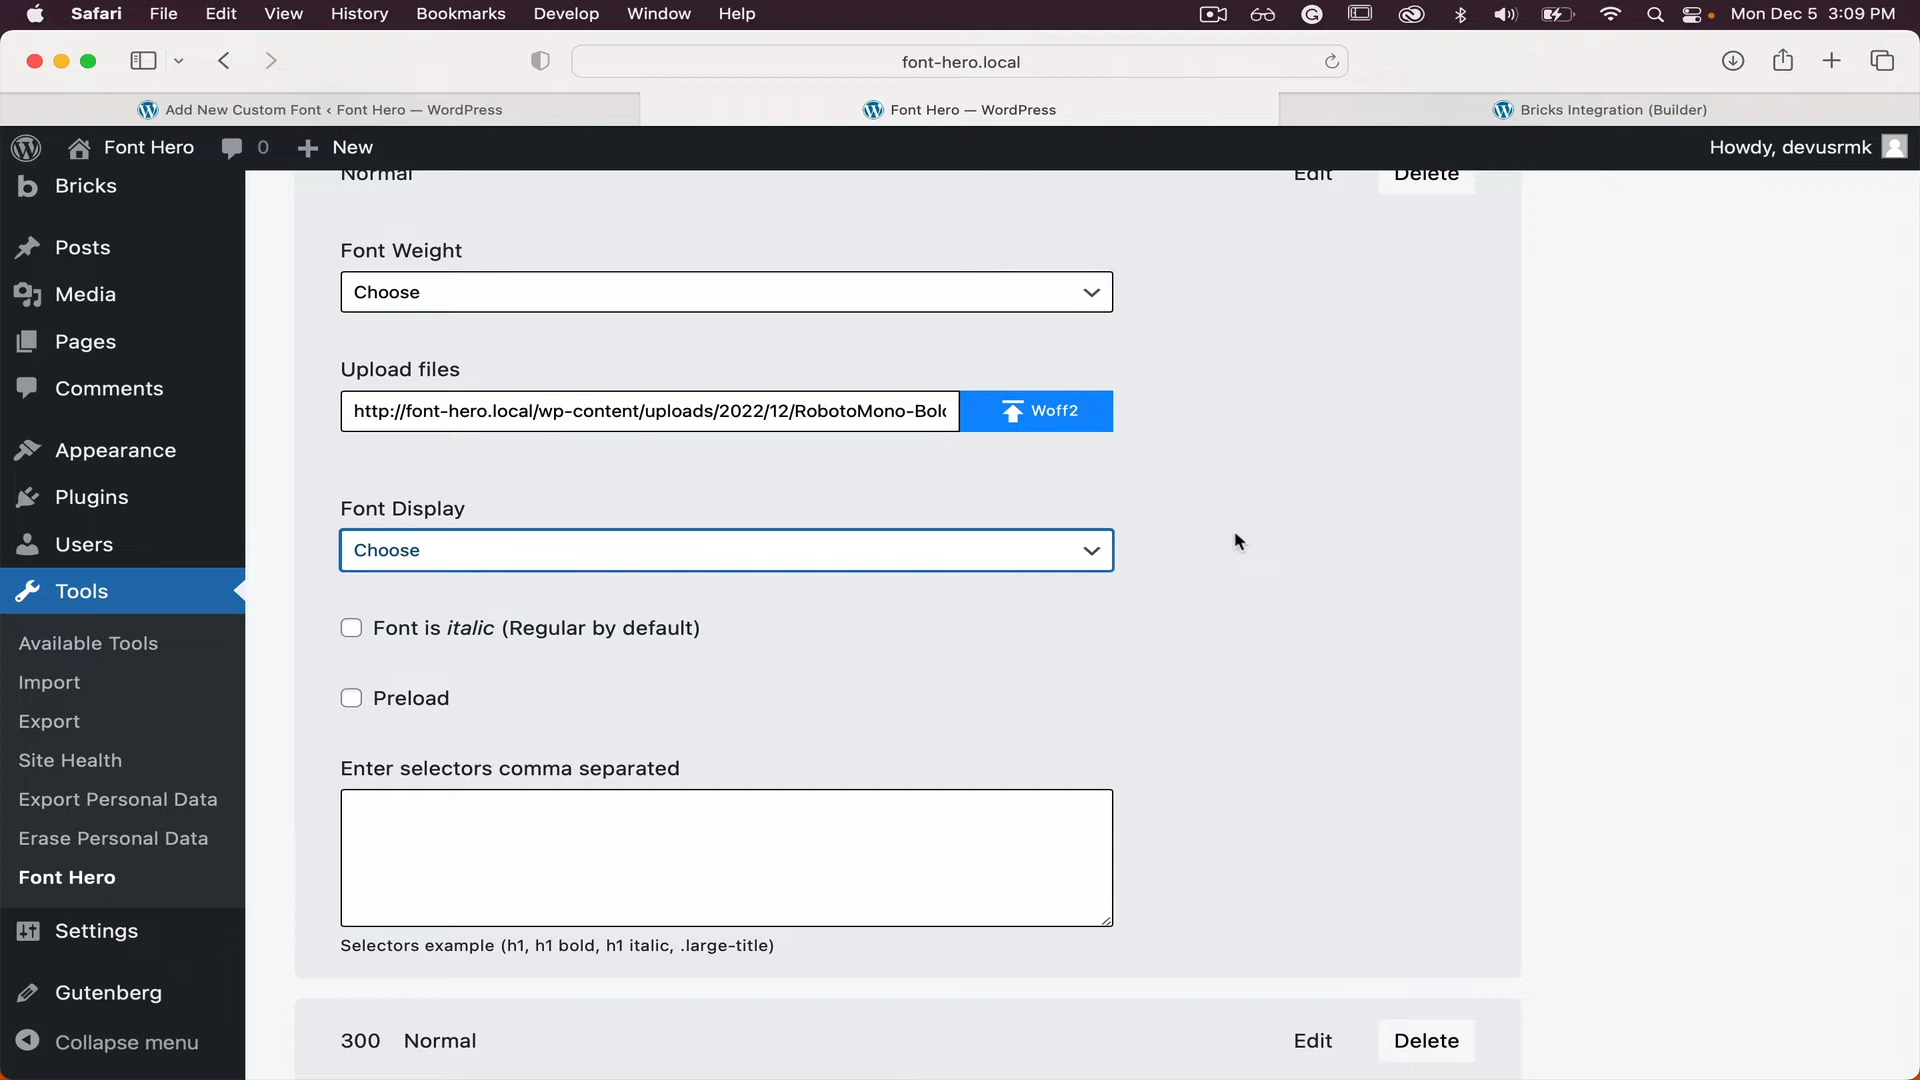 Safari File Edit View History Bookmarks Develop Window Help Mon Dec 5 3:09 PM
font-hero.local
Add New Custom Font ‹ Font Hero — WordPress
Font Hero — WordPress
Bricks Integration (Builder)
Font Hero 0 New Howdy, devusrmk
Bricks
Posts
Media
Pages
Comments
Appearance
Plugins
Users
Tools
Available Tools
Import
Export
Site Health
Export Personal Data
Erase Personal Data
Font Hero
Settings
Gutenberg
Collapse menu
Normal Edit Delete
Font Weight
Choose
Upload files
http://font-hero.local/wp-content/uploads/2022/12/RobotoMono-Bold Woff2
Font Display
Choose
Font is italic (Regular by default)
Preload
Enter selectors comma separated
Selectors example (h1, h1 bold, h1 italic, .large-title)
300 Normal Edit Delete